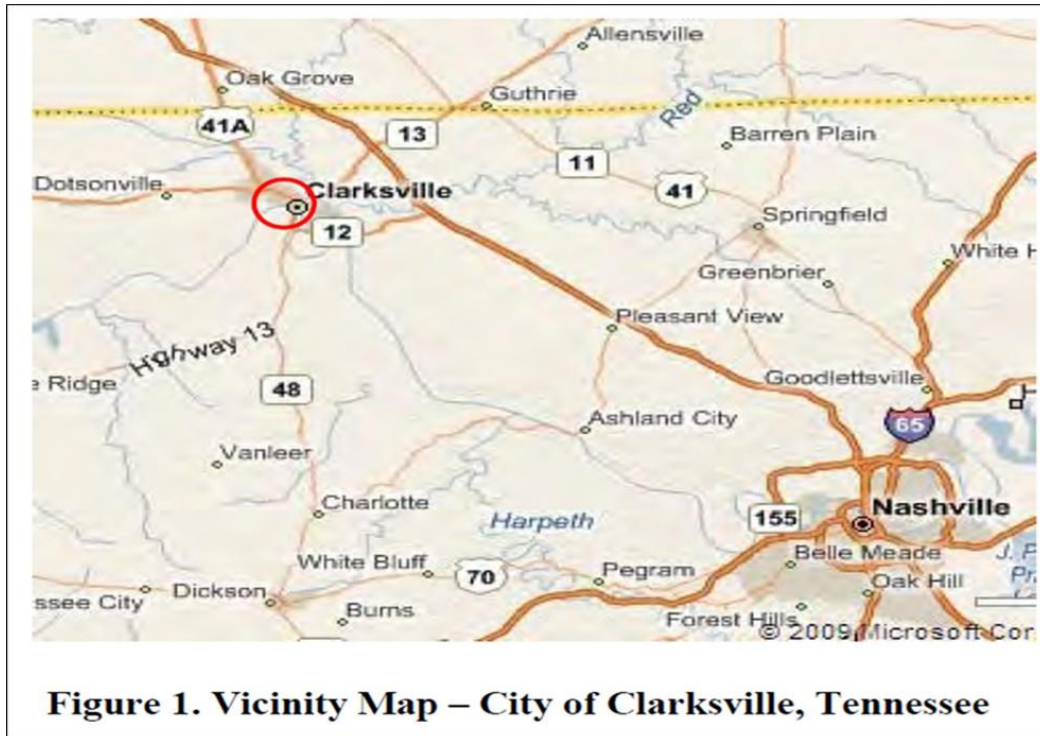 Allensville
Oak Grove
Guthrie
Red
41A
13
Barren Plain
11
41
Dotsonville
Clarksville
12
Springfield
White H
Greenbrier
Pleasant View
Highway 13
e Ridge
48
Goodlettsville
Ashland City
65
Vanleer
Charlotte
Harpeth
155
Nashville
White Bluff
70
Pegram
Belle Meade
J. P
Pr
ssee City
Dickson
Burns
Oak Hill
Forest Hills
© 2009 Microsoft Cor
Figure 1. Vicinity Map – City of Clarksville, Tennessee